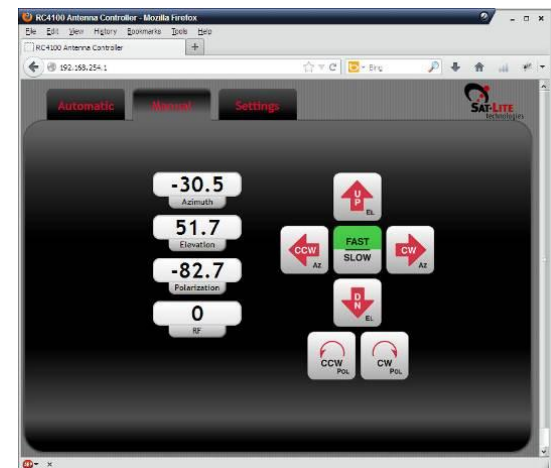 RC4100 Antenna Controller - Mozilla Firefox
File Edit View History Bookmarks Tools Help
RC4100 Antenna Controller +
192.168.254.1
Bing
Automatic Manual Settings
SAT-LITE
technologies
-30.5
Azimuth
51.7
Elevation
-82.7
Polarization
0
RF
UP
EL
CCW
AZ
FAST
SLOW
CW
AZ
DN
EL
CCW
POL
CW
POL